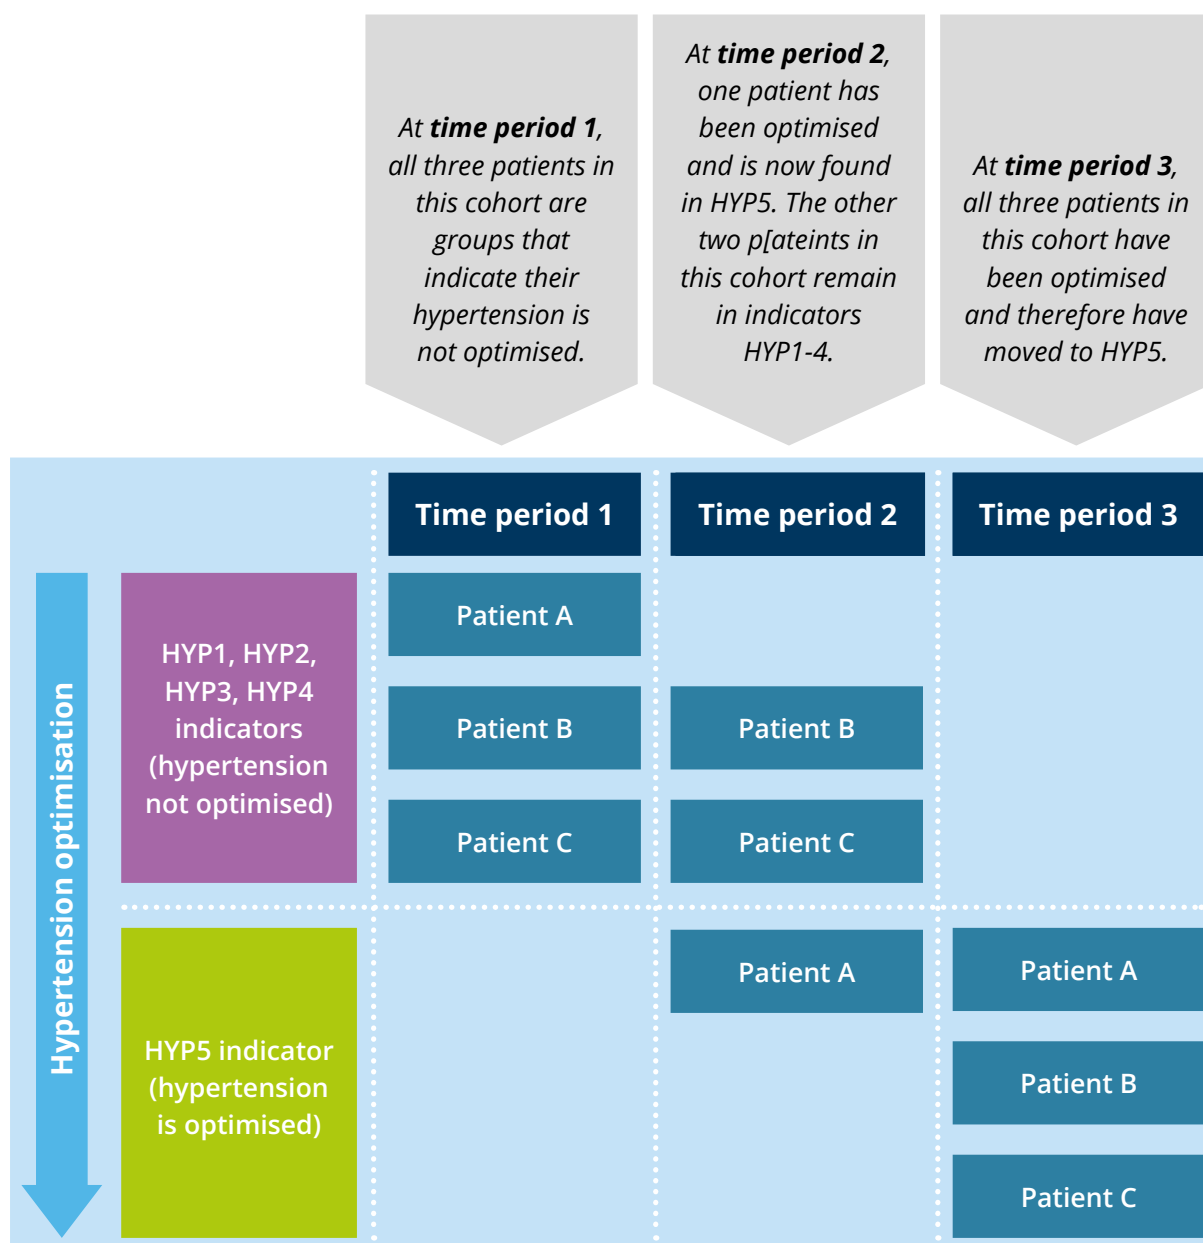 At time period 1,
all three patients in
this cohort are
groups that
indicate their
hypertension is
not optimised.
At time period 2,
one patient has
been optimised
and is now found
in HYP5. The other
two p[ateints in
this cohort remain
in indicators
HYP1-4.
At time period 3,
all three patients in
this cohort have
been optimised
and therefore have
moved to HYP5.
Time period 1
Time period 2
Time period 3
Hypertension optimisation
HYP1, HYP2,
HYP3, HYP4
indicators
(hypertension
not optimised)
Patient A
Patient B
Patient B
Patient C
Patient C
HYP5 indicator
(hypertension
is optimised)
Patient A
Patient A
Patient B
Patient C